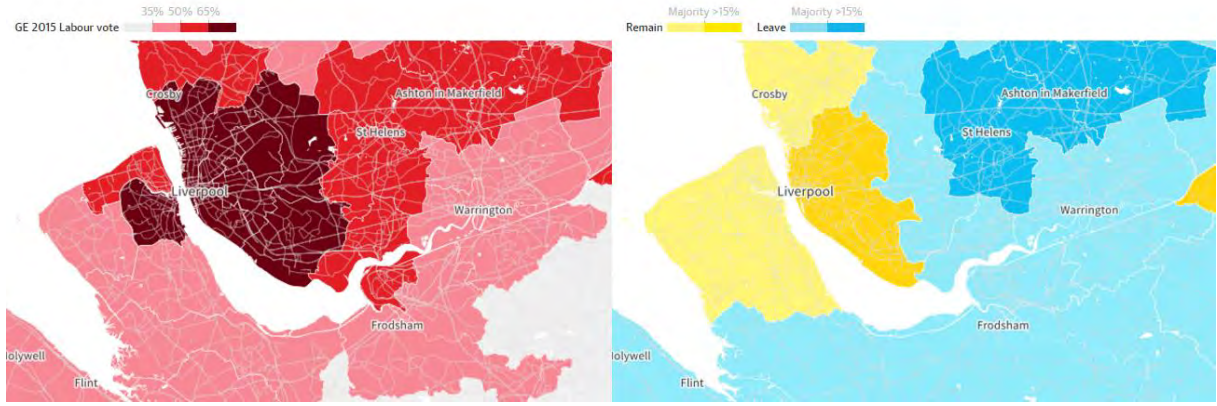 35% 50% 65%
GE 2015 Labour vote
Crosby
Ashton in Makerfield
St Helens
Liverpool
Warrington
Frodsham
Holywell
Flint
Majority >15% Majority >15%
Remain Leave
Crosby
Ashton in Makerfield
St Helens
Liverpool
Warrington
Frodsham
olywell
Flint